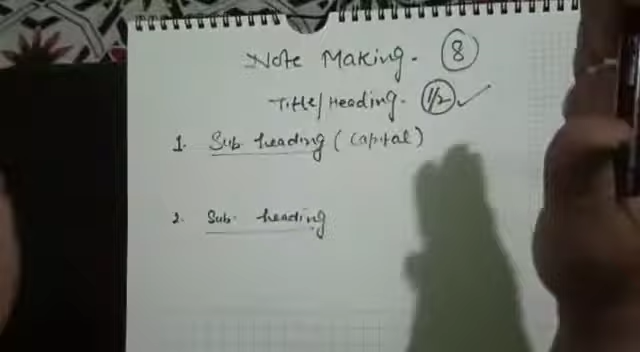 Note Making. 8
Title/Heading. 1/2 ✓
1. Sub heading (Capital)
2. Sub. heading